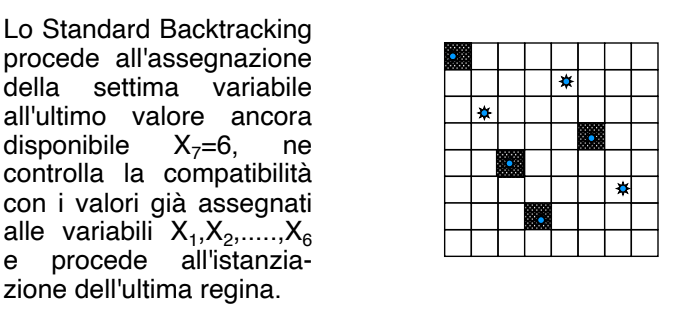 Lo Standard Backtracking
procede all'assegnazione
della settima variabile
all'ultimo valore ancora
disponibile X₇=6, ne
controlla la compatibilità
con i valori già assegnati
alle variabili X₁,X₂,.....,X₆
e procede all'istanzia-
zione dell'ultima regina.